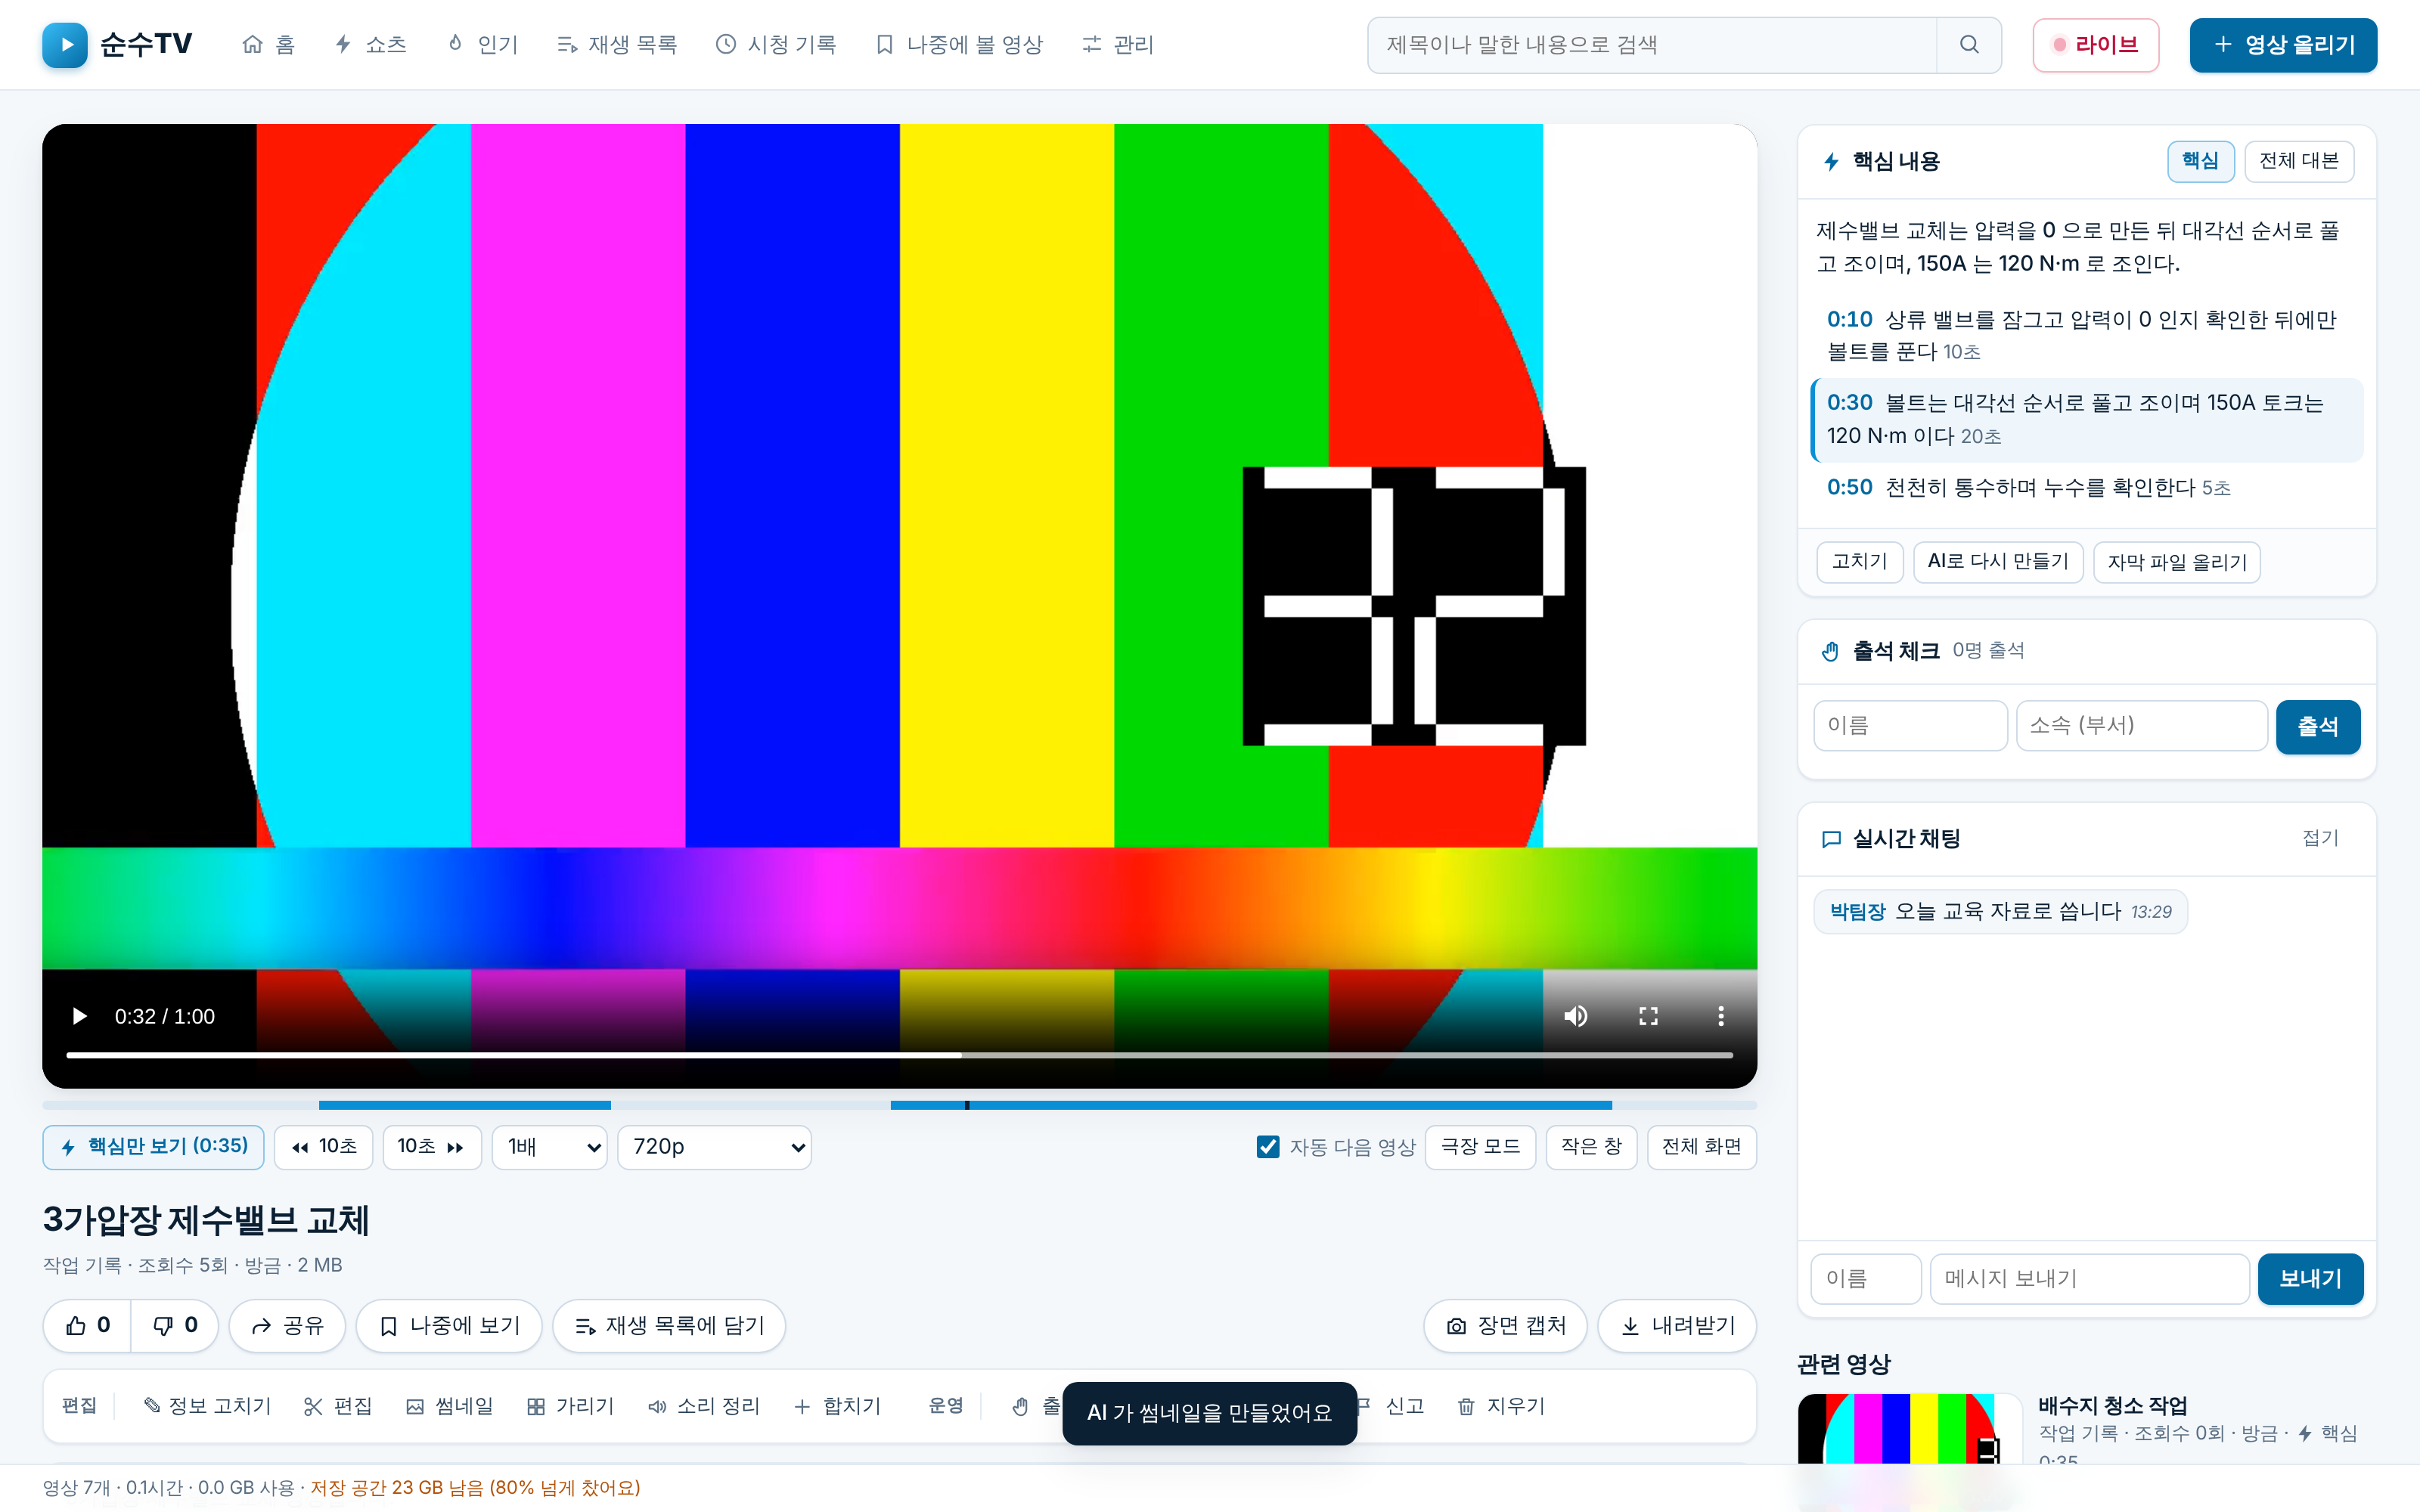 순수TV 홈 쇼츠 인기 재생 목록 시청 기록 나중에 볼 영상 관리 제목이나 말한 내용으로 검색 라이브 영상 올리기
32
0:32 / 1:00
핵심만 보기 (0:35) 10초 10초 1배 720p 자동 다음 영상 극장 모드 작은 창 전체 화면
3가압장 제수밸브 교체
작업 기록 · 조회수 5회 · 방금 · 2 MB
0 0 공유 나중에 보기 재생 목록에 담기 장면 캡처 내려받기
편집 정보 고치기 편집 썸네일 가리기 소리 정리 합치기 운영 출 신고 지우기
AI 가 썸네일을 만들었어요
핵심 내용 핵심 전체 대본
제수밸브 교체는 압력을 0 으로 만든 뒤 대각선 순서로 풀
고 조이며, 150A 는 120 N·m 로 조인다.
0:10 상류 밸브를 잠그고 압력이 0 인지 확인한 뒤에만
볼트를 푼다 10초
0:30 볼트는 대각선 순서로 풀고 조이며 150A 토크는
120 N·m 이다 20초
0:50 천천히 통수하며 누수를 확인한다 5초
고치기 AI로 다시 만들기 자막 파일 올리기
출석 체크 0명 출석
이름 소속 (부서) 출석
실시간 채팅 접기
박팀장 오늘 교육 자료로 씁니다 13:29
이름 메시지 보내기 보내기
관련 영상
배수지 청소 작업
작업 기록 · 조회수 0회 · 방금 · 핵심
0:35
영상 7개 · 0.1시간 · 0.0 GB 사용 · 저장 공간 23 GB 남음 (80% 넘게 찼어요)